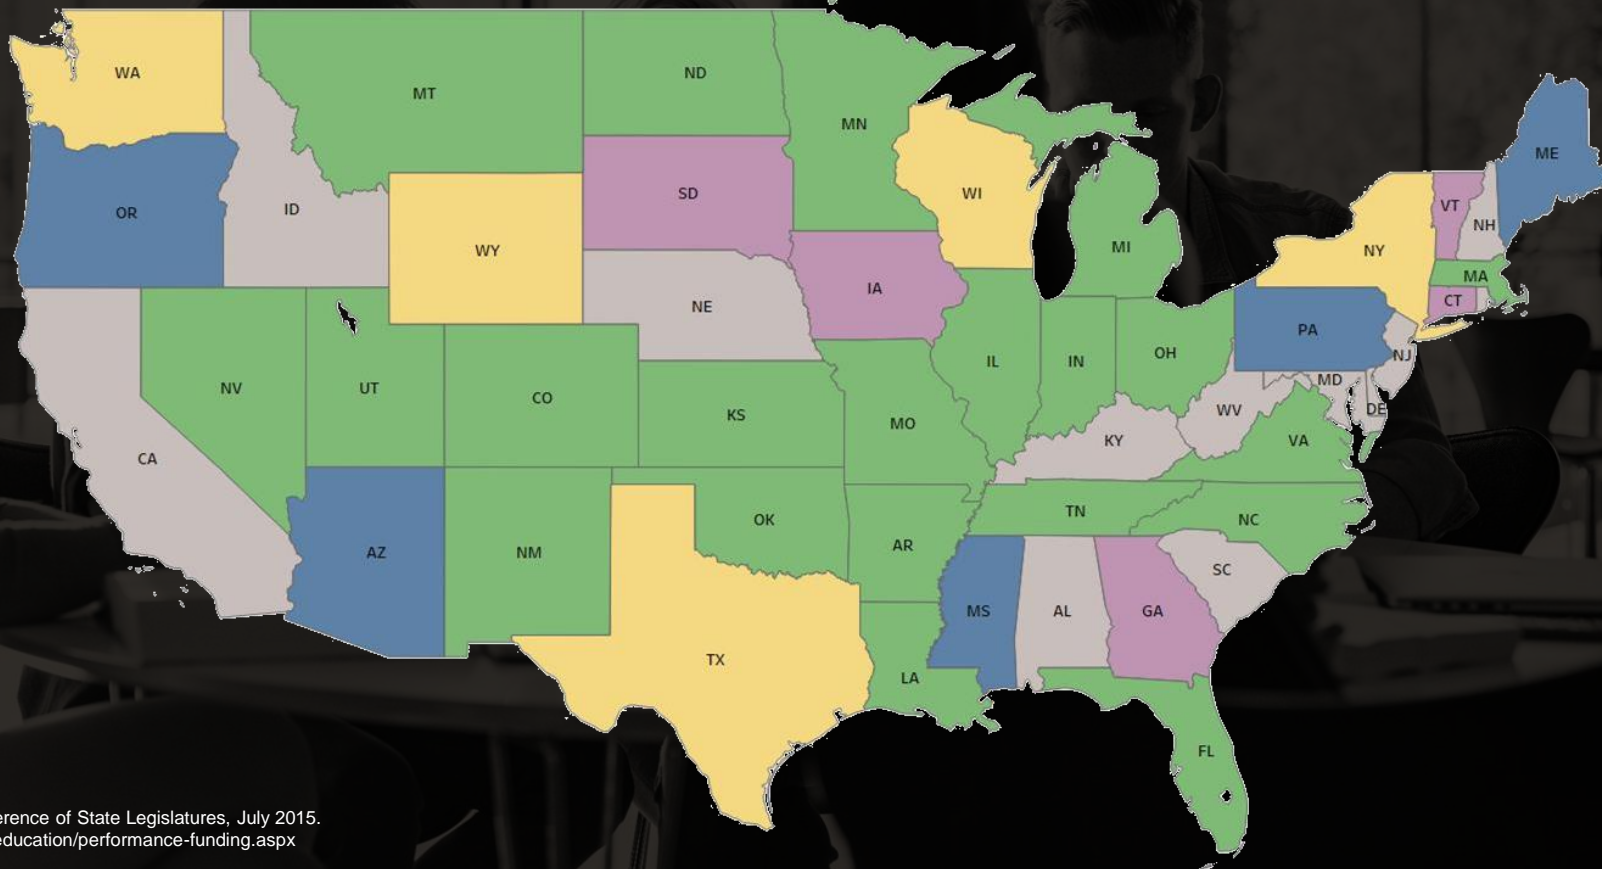 WA
MT
ND
MN
ME
OR
ID
SD
WI
VT
NH
WY
MI
NY
MA
IA
CT
NE
PA
NJ
NV
UT
CO
KS
MO
IL
IN
OH
MD
DE
WV
KY
VA
CA
AZ
NM
OK
AR
TN
NC
SC
TX
LA
MS
AL
GA
FL
erence of State Legislatures, July 2015.
education/performance-funding.aspx